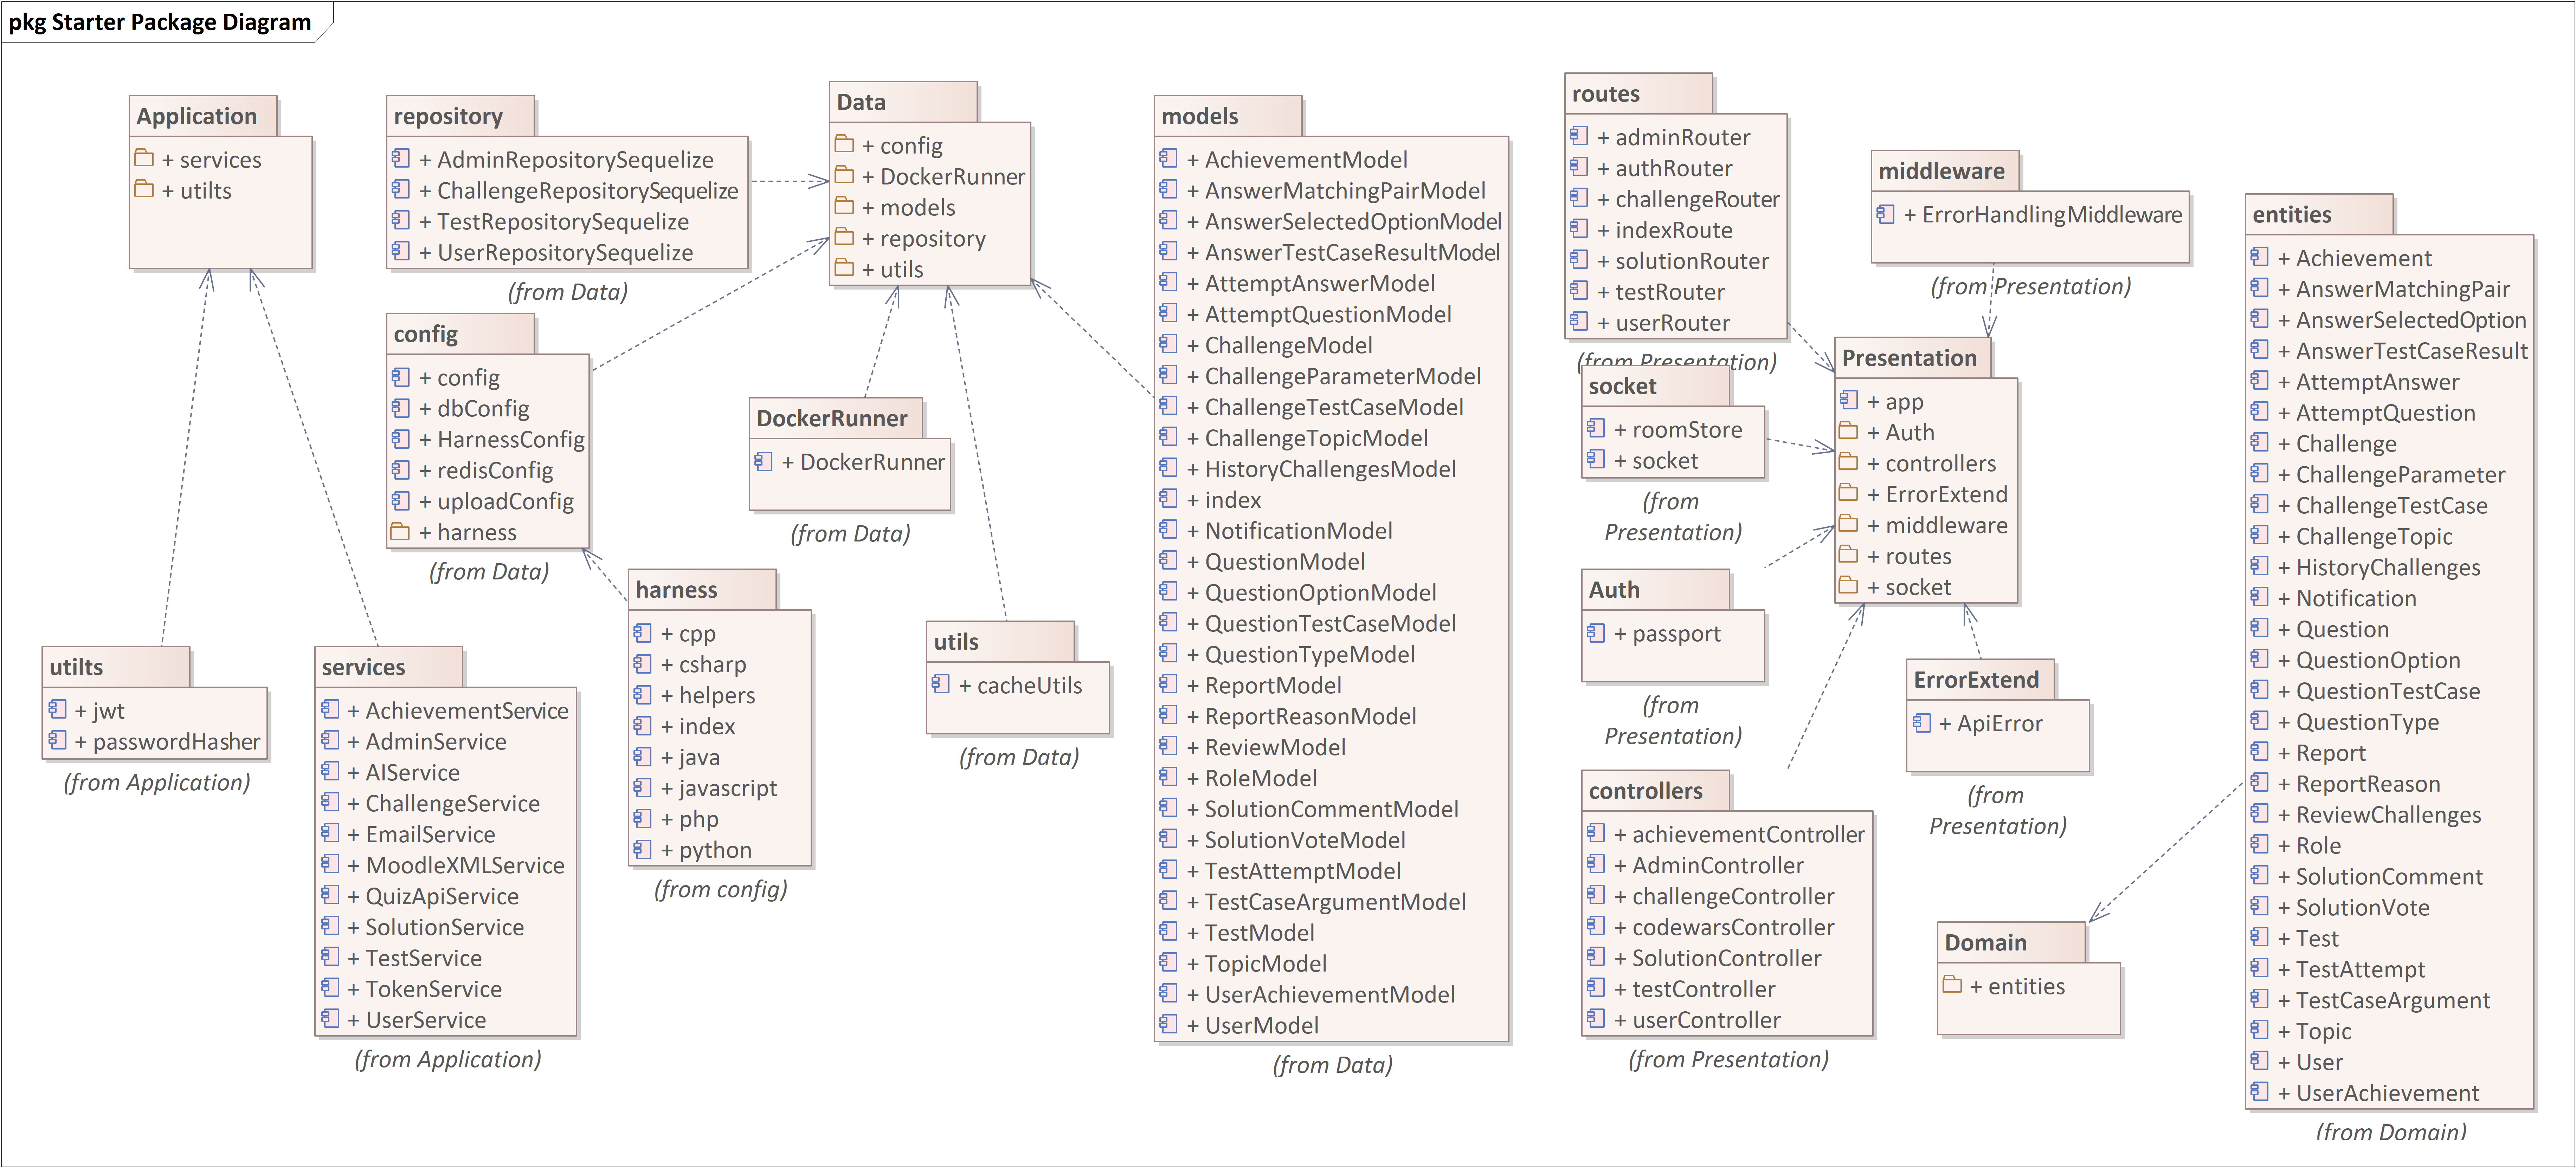 pkg Starter Package Diagram
Application
+ services
+ utilts
repository
+ AdminRepositorySequelize
+ ChallengeRepositorySequelize
+ TestRepositorySequelize
+ UserRepositorySequelize
(from Data)
Data
+ config
+ DockerRunner
+ models
+ repository
+ utils
config
+ config
+ dbConfig
+ HarnessConfig
+ redisConfig
+ uploadConfig
+ harness
(from Data)
DockerRunner
+ DockerRunner
(from Data)
harness
+ cpp
+ csharp
+ helpers
+ index
+ java
+ javascript
+ php
+ python
(from config)
utils
+ cacheUtils
(from Data)
utilts
+ jwt
+ passwordHasher
(from Application)
services
+ AchievementService
+ AdminService
+ AIService
+ ChallengeService
+ EmailService
+ MoodleXMLService
+ QuizApiService
+ SolutionService
+ TestService
+ TokenService
+ UserService
(from Application)
models
+ AchievementModel
+ AnswerMatchingPairModel
+ AnswerSelectedOptionModel
+ AnswerTestCaseResultModel
+ AttemptAnswerModel
+ AttemptQuestionModel
+ ChallengeModel
+ ChallengeParameterModel
+ ChallengeTestCaseModel
+ ChallengeTopicModel
+ HistoryChallengesModel
+ index
+ NotificationModel
+ QuestionModel
+ QuestionOptionModel
+ QuestionTestCaseModel
+ QuestionTypeModel
+ ReportModel
+ ReportReasonModel
+ ReviewModel
+ RoleModel
+ SolutionCommentModel
+ SolutionVoteModel
+ TestAttemptModel
+ TestCaseArgumentModel
+ TestModel
+ TopicModel
+ UserAchievementModel
+ UserModel
(from Data)
routes
+ adminRouter
+ authRouter
+ challengeRouter
+ indexRoute
+ solutionRouter
+ testRouter
+ userRouter
(from Presentation)
socket
+ roomStore
+ socket
(from
Presentation)
Auth
+ passport
(from
Presentation)
controllers
+ achievementController
+ AdminController
+ challengeController
+ codewarsController
+ SolutionController
+ testController
+ userController
(from Presentation)
middleware
+ ErrorHandlingMiddleware
(from Presentation)
Presentation
+ app
+ Auth
+ controllers
+ ErrorExtend
+ middleware
+ routes
+ socket
ErrorExtend
+ ApiError
(from
Presentation)
Domain
+ entities
entities
+ Achievement
+ AnswerMatchingPair
+ AnswerSelectedOption
+ AnswerTestCaseResult
+ AttemptAnswer
+ AttemptQuestion
+ Challenge
+ ChallengeParameter
+ ChallengeTestCase
+ ChallengeTopic
+ HistoryChallenges
+ Notification
+ Question
+ QuestionOption
+ QuestionTestCase
+ QuestionType
+ Report
+ ReportReason
+ ReviewChallenges
+ Role
+ SolutionComment
+ SolutionVote
+ Test
+ TestAttempt
+ TestCaseArgument
+ Topic
+ User
+ UserAchievement
(from Domain)